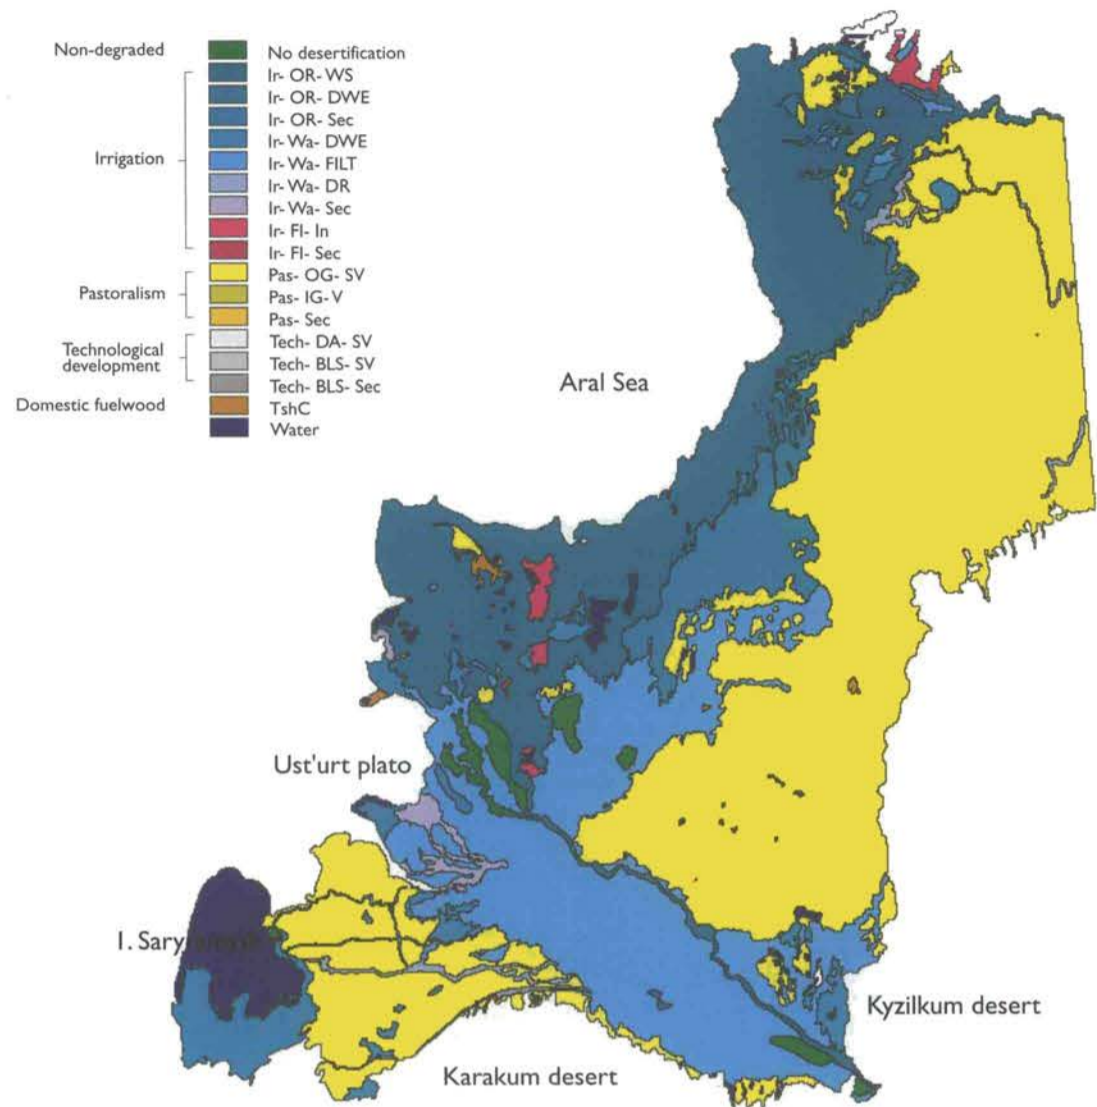 Non-degraded
No desertification
Ir- OR- WS
Ir- OR- DWE
Ir- OR- Sec
Ir- Wa- DWE
Irrigation
Ir- Wa- FILT
Ir- Wa- DR
Ir- Wa- Sec
Ir- Fl- In
Ir- Fl- Sec
Pas- OG- SV
Pastoralism
Pas- IG- V
Pas- Sec
Tech- DA- SV
Technological
development
Tech- BLS- SV
Tech- BLS- Sec
Domestic fuelwood
TshC
Water
Aral Sea
Ust'urt plato
I.
Kyzilkum desert
Karakum desert